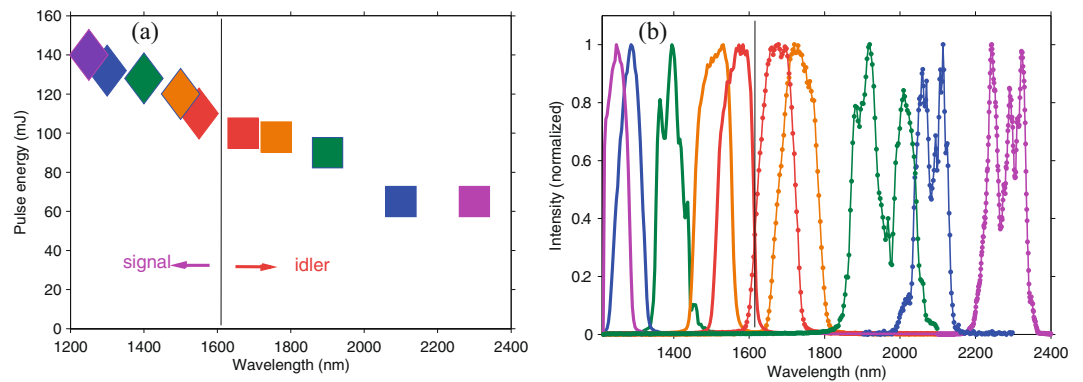 (a)
160
140
120
100
80
60
40
20
0
Pulse energy (mJ)
signal
idler
1200 1400 1600 1800 2000 2200 2400
Wavelength (nm)
(b)
1
0.8
0.6
0.4
0.2
0
Intensity (normalized)
1400 1600 1800 2000 2200 2400
Wavelength (nm)